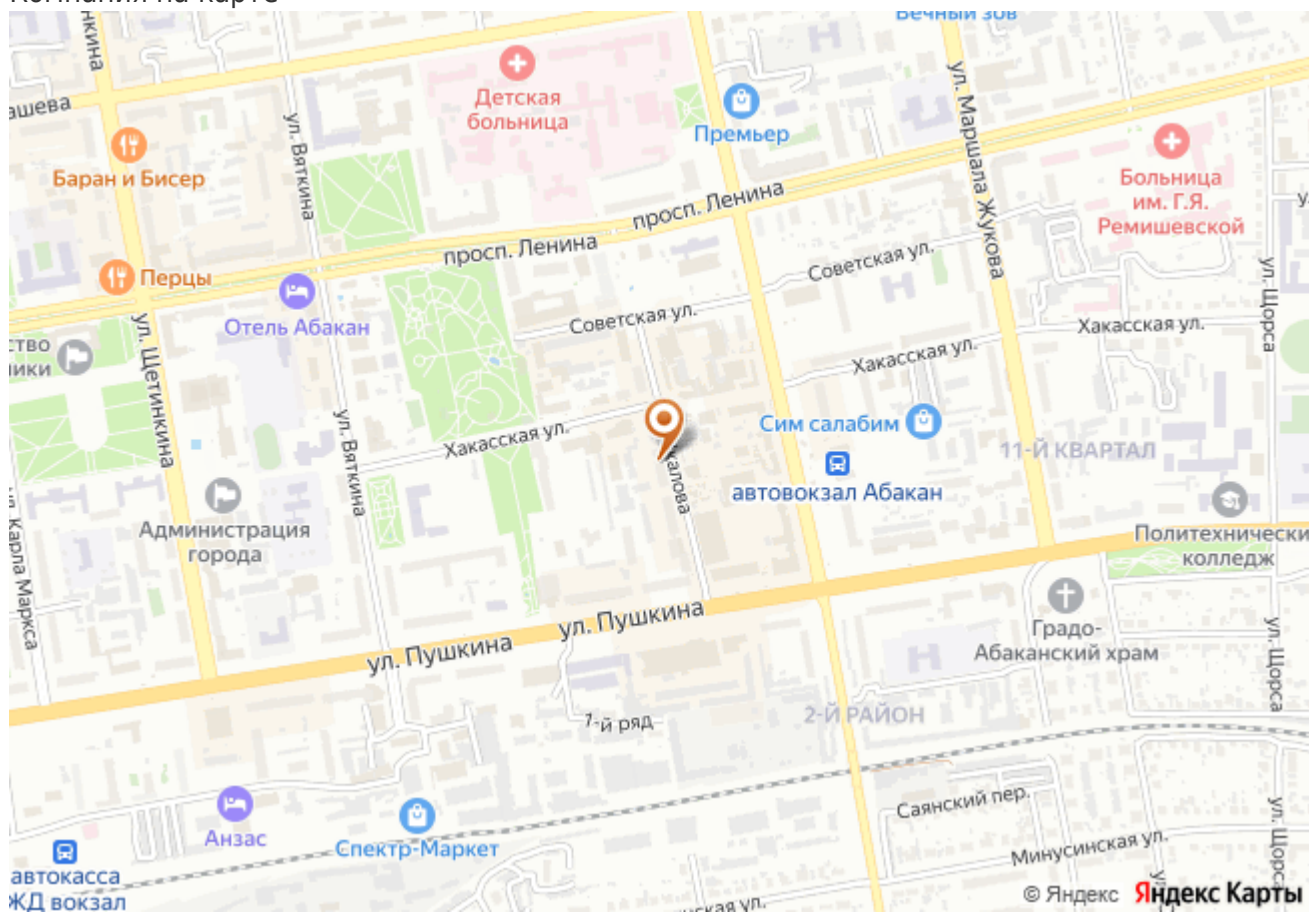 Компания на карте
Вечный зов
ул. Маршала Жукова
Детская
больница
Премьер
ул. Вяткина
Баран и Бисер
Больница
им. Г.Я.
Ремишевской
просп. Ленина
просп. Ленина
Советская ул.
Перцы
Отель Абакан
ул. Щорса
Советская ул.
Хакасская ул.
ул. Щетинкина
Хакасская ул.
Сим салабим
Хакасская ул.
ул. Вяткина
11-Й КВАРТАЛ
автовокзал Абакан
Администрация
города
Политехнически
колледж
ул. Карла Маркса
ул. Пушкина
ул. Пушкина
Градо-
Абаканский храм
ул. Щорса
7-й ряд
2-Й РАЙОН
Саянский пер.
Анзас
Спектр-Маркет
Минусинская ул.
ул. Щорса
автокасса
ЖД вокзал
© Яндекс Яндекс Карты